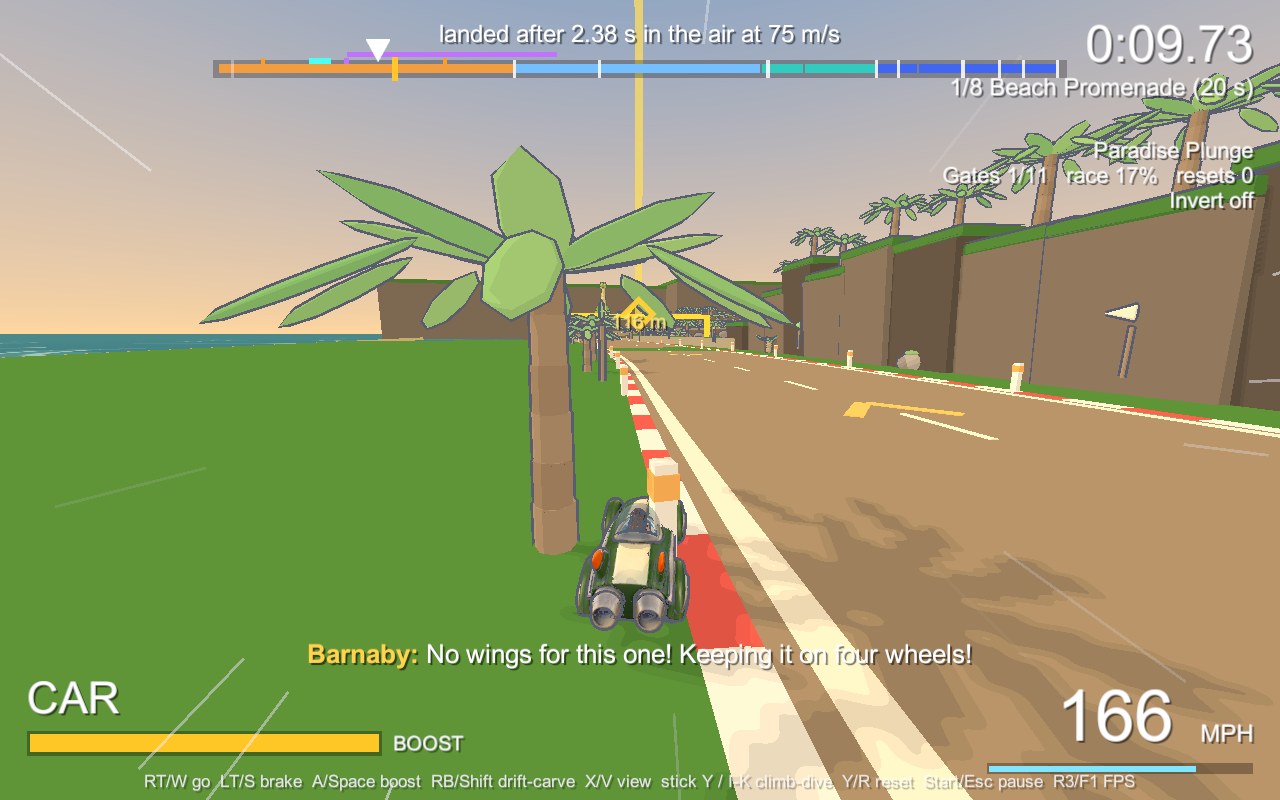 landed after 2.38 s in the air at 75 m/s
0:09.73
1/8 Beach Promenade (20 s)
Paradise Plunge
Gates 1/11 race 17% resets 0
Invert off
116 m
Barnaby: No wings for this one! Keeping it on four wheels!
CAR
BOOST
166 MPH
RT/W go LT/S brake A/Space boost RB/Shift drift-carve X/V view stick Y / I-K climb-dive Y/R reset Start/Esc pause R3/F1 FPS